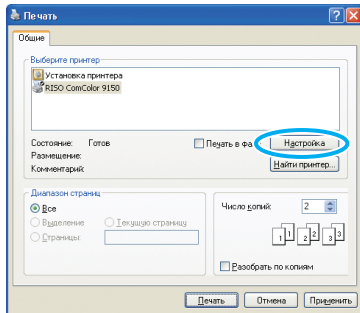 Печать
Общие
Выберите принтер
Установка принтера
RISO ComColor 9150
Состояние: Готов
Печать в фа
Настройка
Размещение:
Комментарий:
Найти принтер...
Диапазон страниц
Все
Выделение
Текущую страницу
Страницы:
Число копий: 2
1 1 2 2 3 3
Разобрать по копиям
Печать
Отмена
Применить